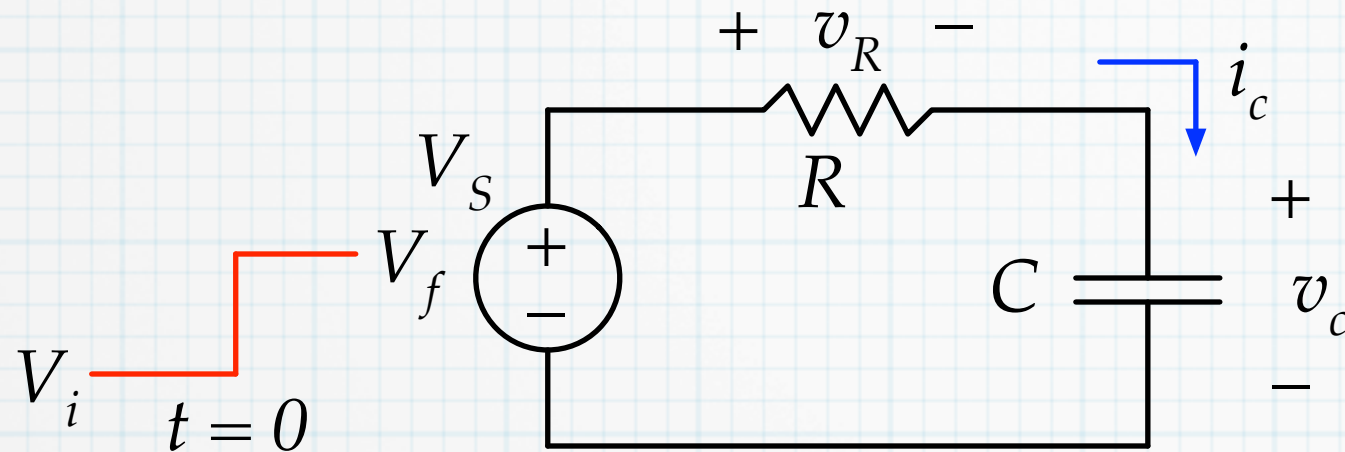 + v_R −
i_c
V_S
R
+
V_f
+
−
C
v_c
−
V_i
t = 0